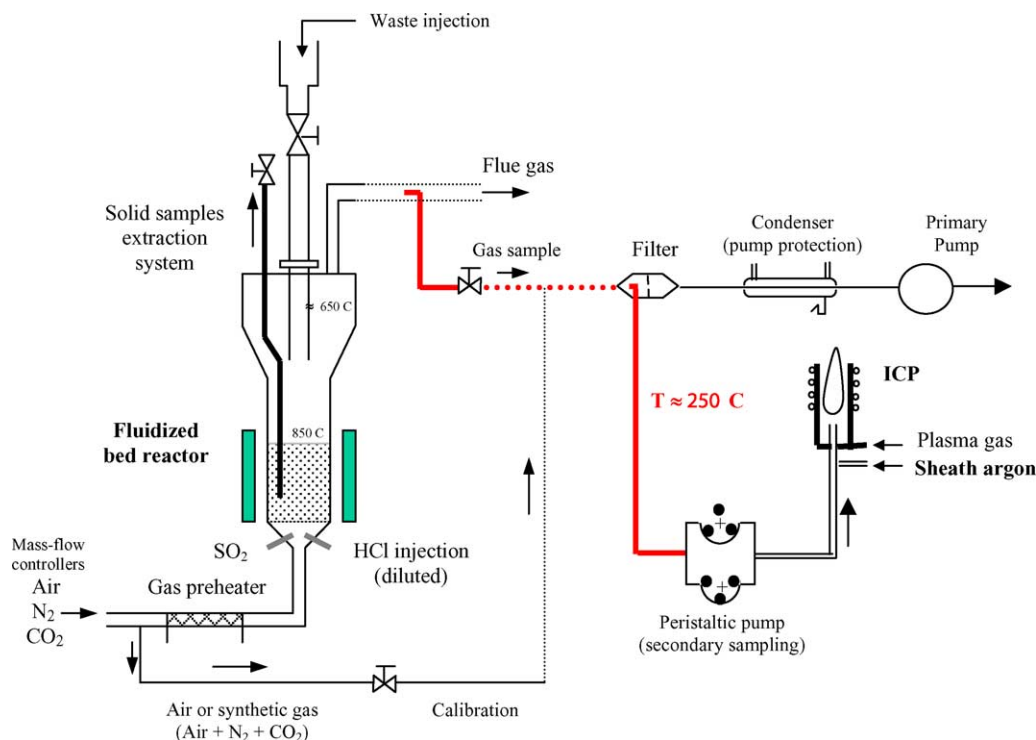 Waste injection
Flue gas
Solid samples
extraction
system
Gas sample
Filter
Condenser
(pump protection)
Primary
Pump
≈ 650 C
T ≈ 250 C
ICP
Plasma gas
Sheath argon
850 C
Fluidized
bed reactor
SO₂
HCl injection
(diluted)
Mass-flow
controllers
Air
N₂
CO₂
Gas preheater
Peristaltic pump
(secondary sampling)
Air or synthetic gas
(Air + N₂ + CO₂)
Calibration